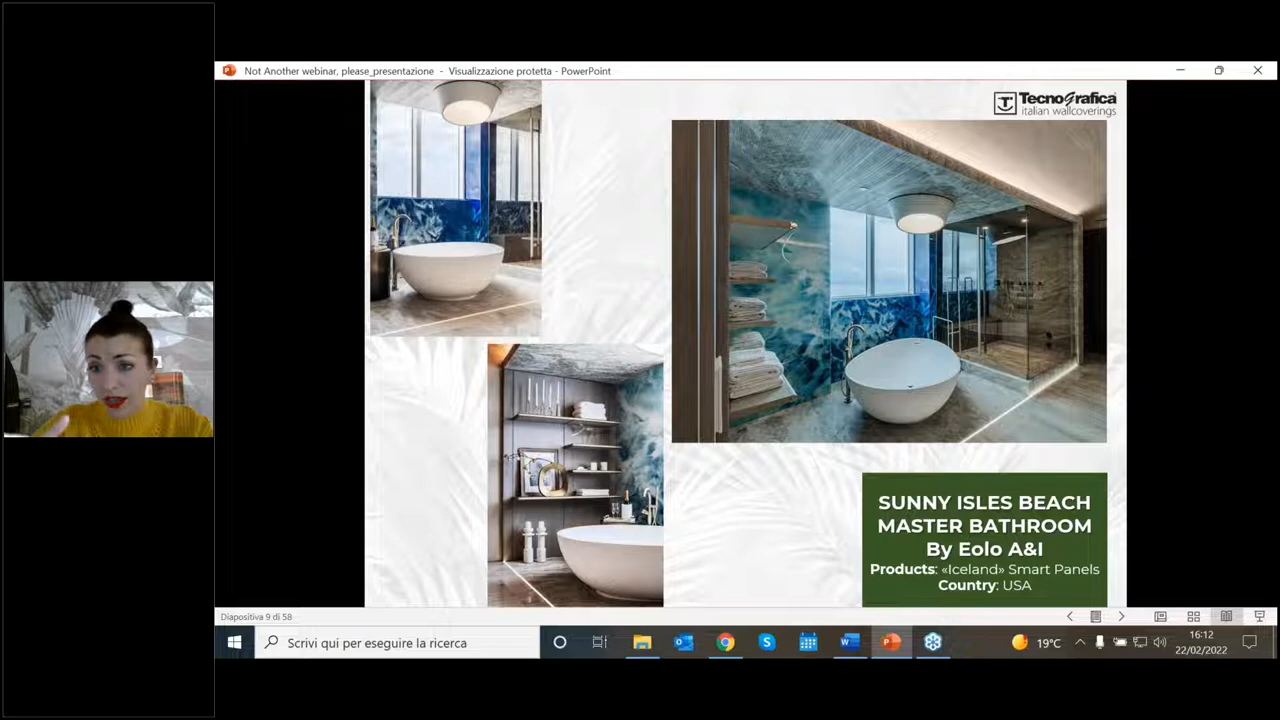 Not Another webinar, please_presentazione - Visualizzazione protetta - PowerPoint
TecnoGrafica
italian wallcoverings
SUNNY ISLES BEACH
MASTER BATHROOM
By Eolo A&I
Products: «Iceland» Smart Panels
Country: USA
Diapositiva 9 di 58
Scrivi qui per eseguire la ricerca
19°C
16:12
22/02/2022